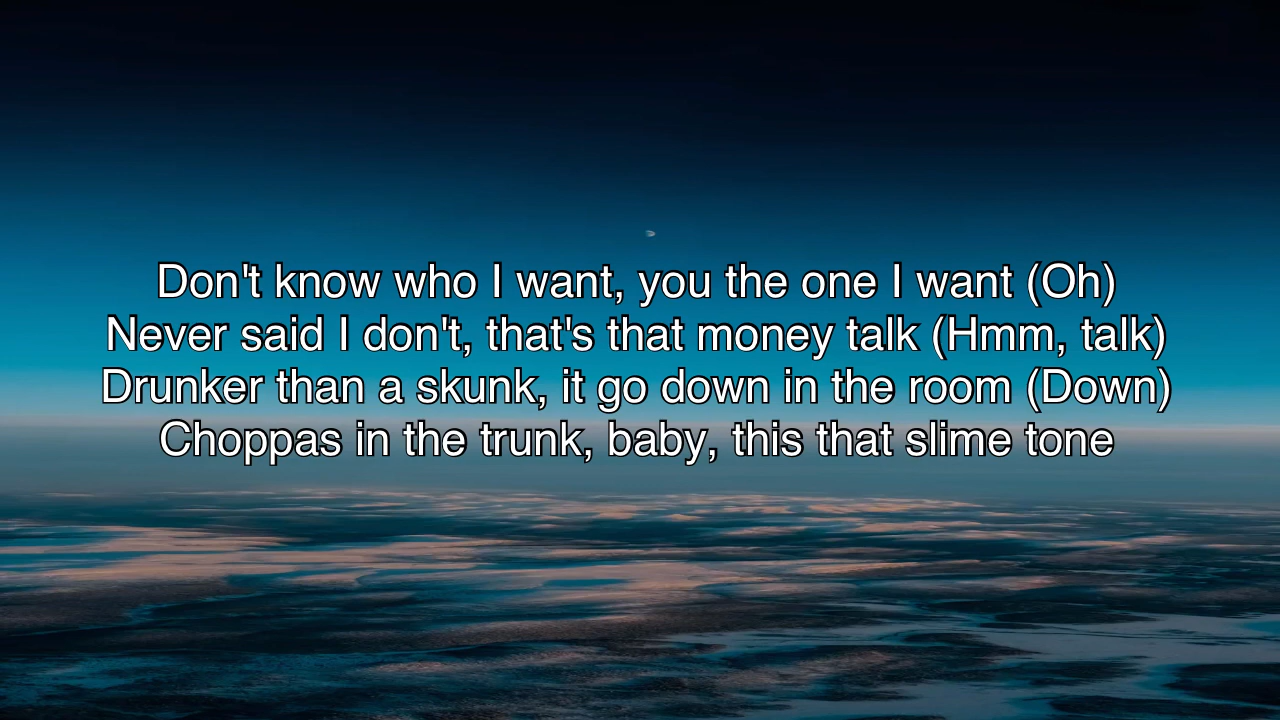 Don't know who I want, you the one I want (Oh)
Never said I don't, that's that money talk (Hmm, talk)
Drunker than a skunk, it go down in the room (Down)
Choppas in the trunk, baby, this that slime tone